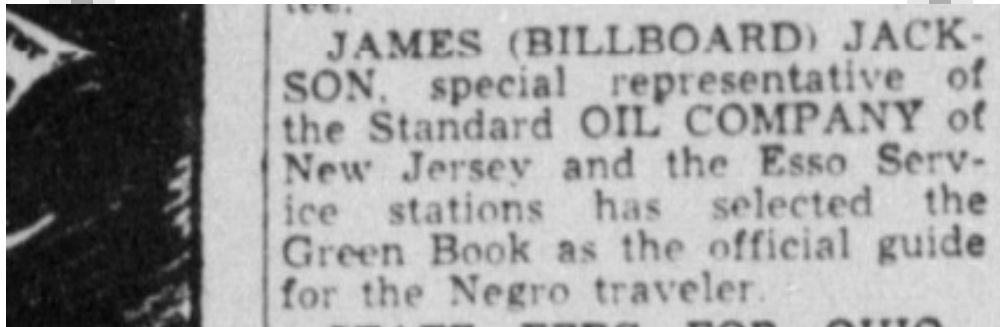 JAMES (BILLBOARD) JACK-
SON, special representative of
the Standard OIL COMPANY of
New Jersey and the Esso Serv-
ice stations has selected the
Green Book as the official guide
for the Negro traveler.